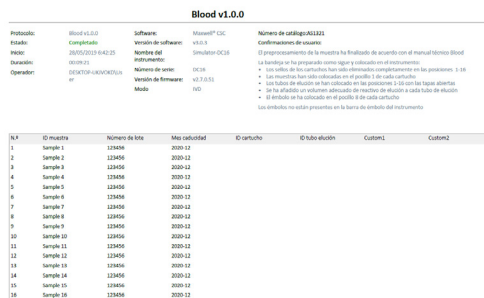 Blood v1.0.0
Protocolo: Blood v1.0.0
Estado: Completado
Inicio: 28/05/2019 6:42:25
Duración: 00:09:21
Operador: DESKTOP-UKGVOKD\User
Software: Maxwell® CSC
Versión de software: v3.0.3
Nombre del instrumento: Simulator-DC16
Número de serie: DC16
Versión de firmware: v2.7.0.51
Modo IVD
Número de catálogo:AS1321
Confirmaciones de usuario:
El preprocesamiento de la muestra ha finalizado de acuerdo con el manual técnico Blood
La bandeja se ha preparado como sigue y colocado en el instrumento:
• Los sellos de los cartuchos han sido eliminados completamente en las posiciones 1-16
• Las muestras han sido colocadas en el pocillo 1 de cada cartucho
• Los tubos de elución se han colocado en las posiciones 1-16 con las tapas abiertas
• Se ha añadido un volumen adecuado de reactivo de elución a cada tubo de elución
• El émbolo se ha colocado en el pocillo 8 de cada cartucho
Los émbolos no están presentes en la barra de émbolo del instrumento
N.º ID muestra Número de lote Mes caducidad ID cartucho ID tubo elución Custom1 Custom2
1 Sample 1 123456 2020-12
2 Sample 2 123456 2020-12
3 Sample 3 123456 2020-12
4 Sample 4 123456 2020-12
5 Sample 5 123456 2020-12
6 Sample 6 123456 2020-12
7 Sample 7 123456 2020-12
8 Sample 8 123456 2020-12
9 Sample 9 123456 2020-12
10 Sample 10 123456 2020-12
11 Sample 11 123456 2020-12
12 Sample 12 123456 2020-12
13 Sample 13 123456 2020-12
14 Sample 14 123456 2020-12
15 Sample 15 123456 2020-12
16 Sample 16 123456 2020-12